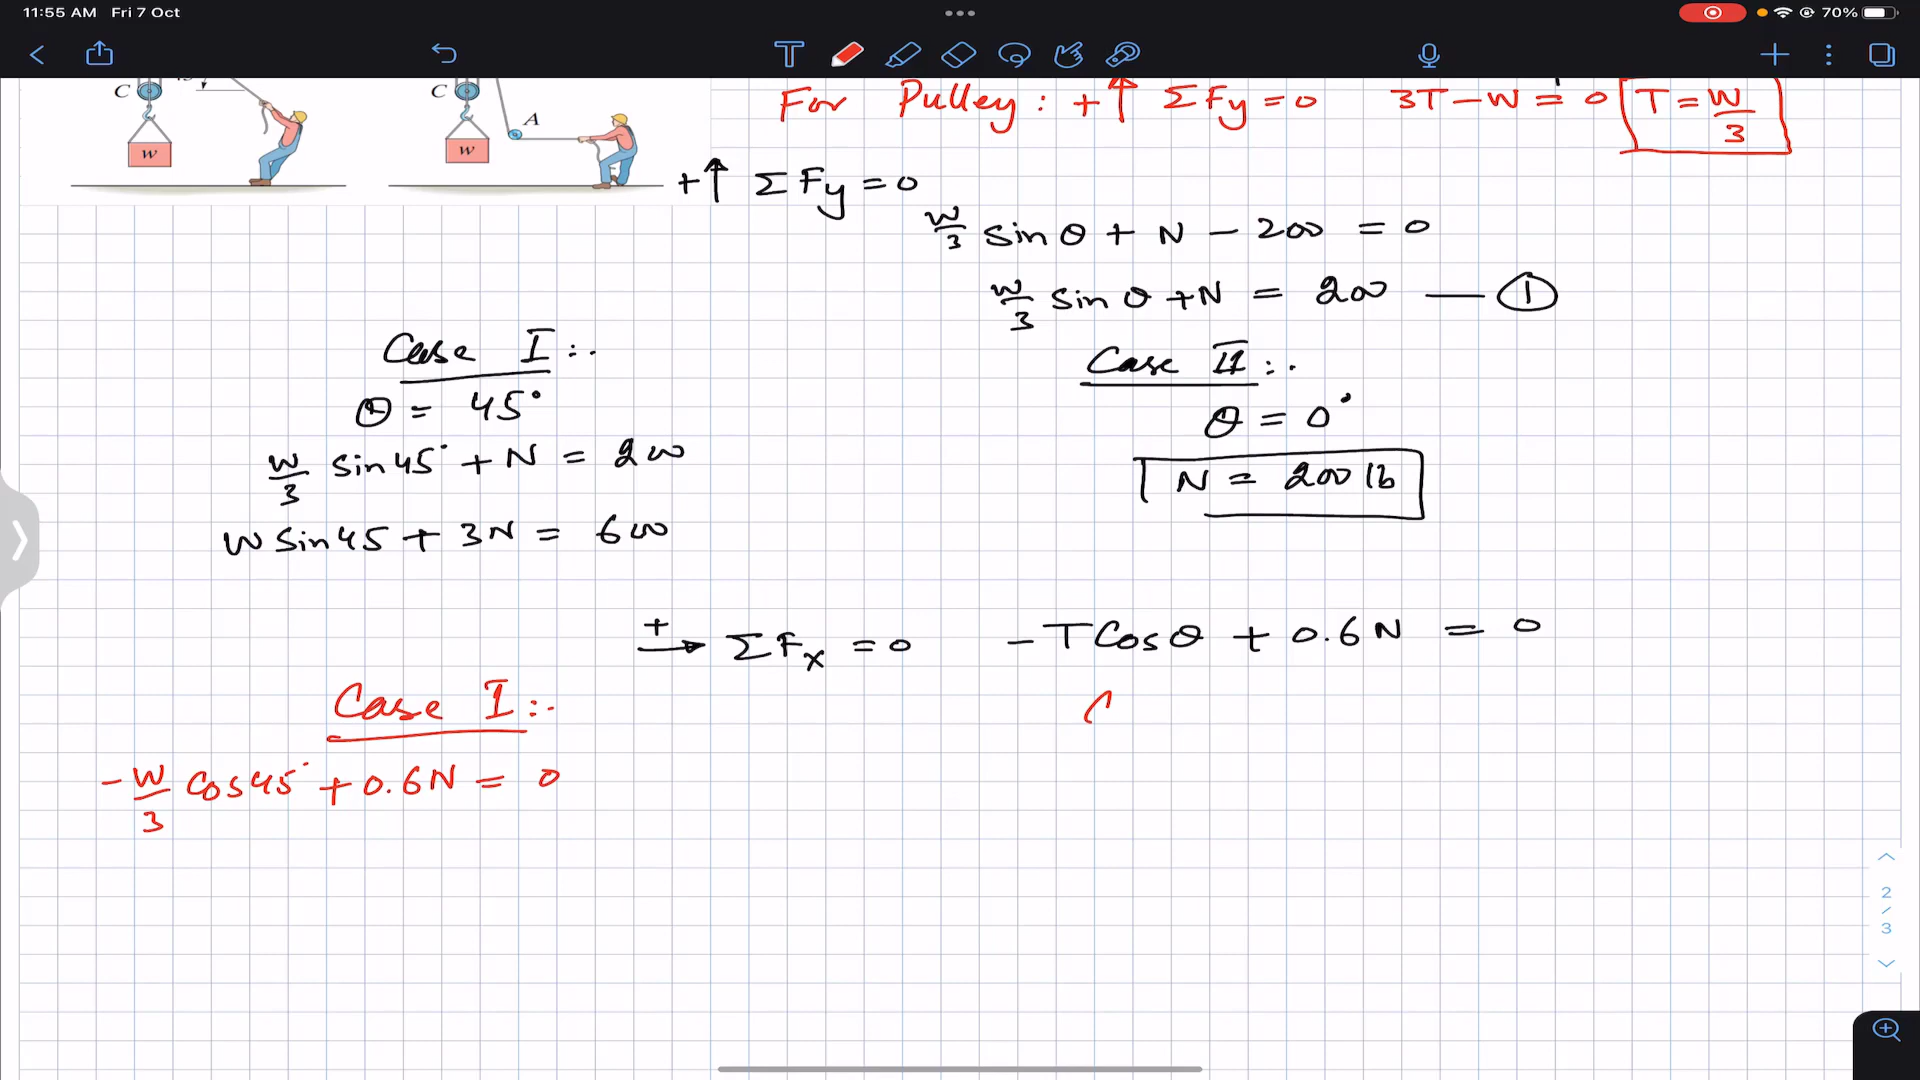 11:55 AM Fri 7 Oct
70%
C
W
C
A
W
For Pulley : +↑ ΣFy = 0 3T - W = 0 T = W/3
+↑ ΣFy = 0
W/3 sin θ + N - 200 = 0
W/3 sin θ + N = 200 — ①
Case I :.
θ = 45°
W/3 sin 45° + N = 200
W sin 45 + 3N = 600
Case II :.
θ = 0°
N = 200 lb
+→ ΣFx = 0 - T Cos θ + 0.6 N = 0
Case I :.
- W/3 Cos 45° + 0.6 N = 0
2
/
3